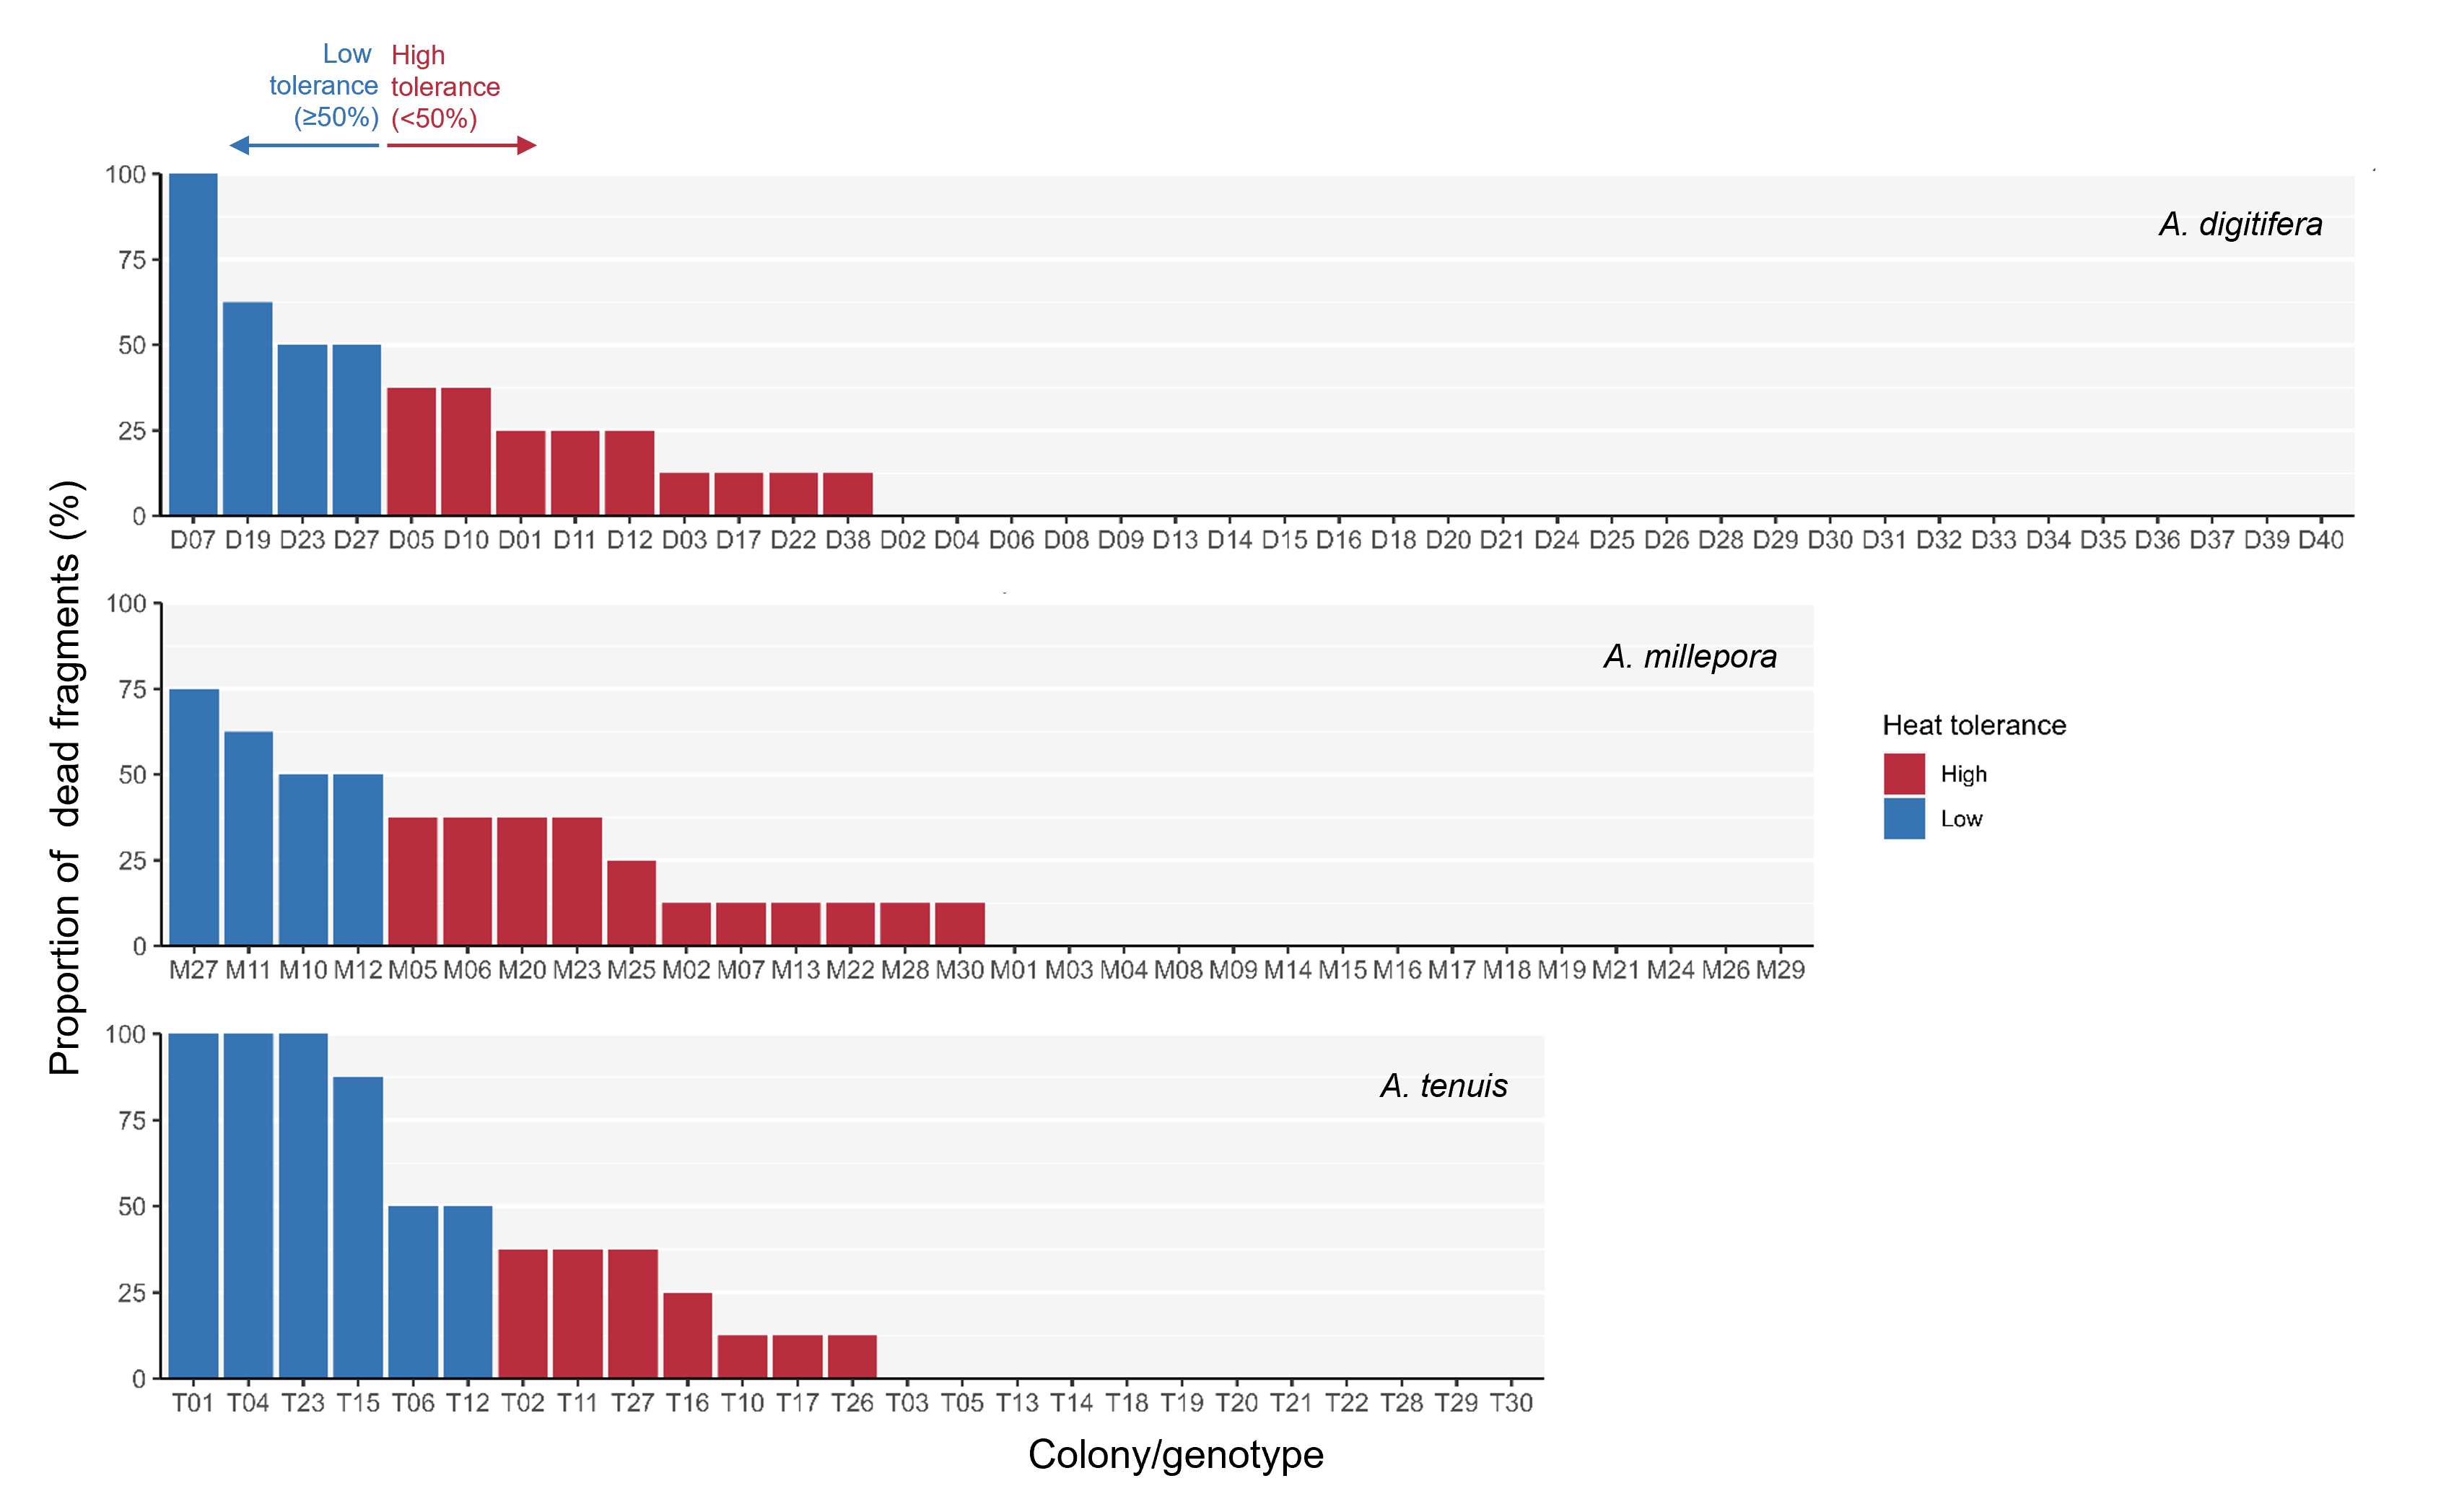 Low
tolerance
(≥50%)
High
tolerance
(<50%)
Proportion of dead fragments (%)
100
75
50
25
0
A. digitifera
D07 D19 D23 D27 D05 D10 D01 D11 D12 D03 D17 D22 D38 D02 D04 D06 D08 D09 D13 D14 D15 D16 D18 D20 D21 D24 D25 D26 D28 D29 D30 D31 D32 D33 D34 D35 D36 D37 D39 D40
100
75
50
25
0
A. millepora
M27 M11 M10 M12 M05 M06 M20 M23 M25 M02 M07 M13 M22 M28 M30 M01 M03 M04 M08 M09 M14 M15 M16 M17 M18 M19 M21 M24 M26 M29
Heat tolerance
High
Low
100
75
50
25
0
A. tenuis
T01 T04 T23 T15 T06 T12 T02 T11 T27 T16 T10 T17 T26 T03 T05 T13 T14 T18 T19 T20 T21 T22 T28 T29 T30
Colony/genotype